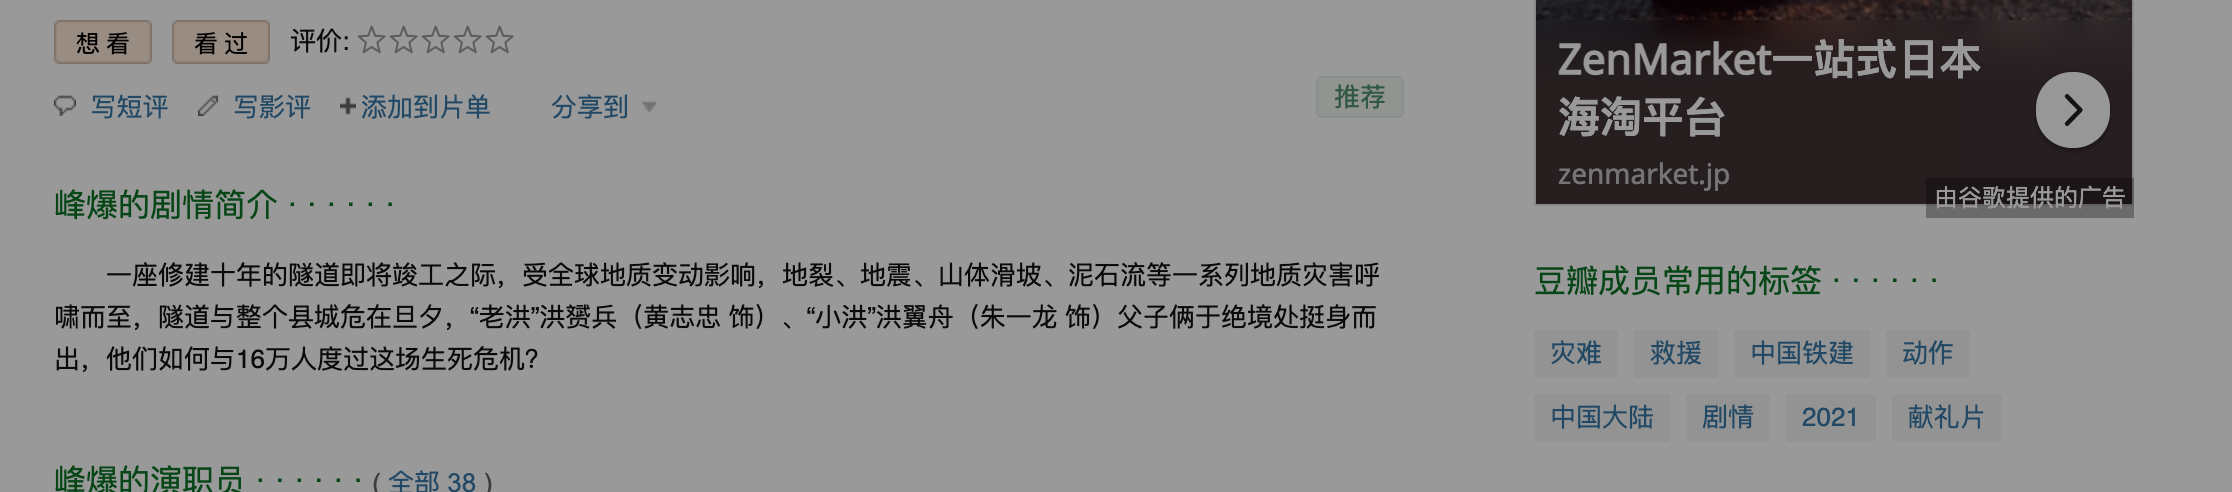 想看 看过 评价:
写短评 写影评 添加到片单 分享到 推荐
峰爆的剧情简介 · · · · · ·
一座修建十年的隧道即将竣工之际，受全球地质变动影响，地裂、地震、山体滑坡、泥石流等一系列地质灾害呼
啸而至，隧道与整个县城危在旦夕，“老洪”洪赟兵（黄志忠 饰）、“小洪”洪翼舟（朱一龙 饰）父子俩于绝境处挺身而
出，他们如何与16万人度过这场生死危机?
峰爆的演职员 · · · · · · ( 全部 38 )
ZenMarket一站式日本
海淘平台
zenmarket.jp
由谷歌提供的广告
豆瓣成员常用的标签 · · · · · ·
灾难 救援 中国铁建 动作
中国大陆 剧情 2021 献礼片